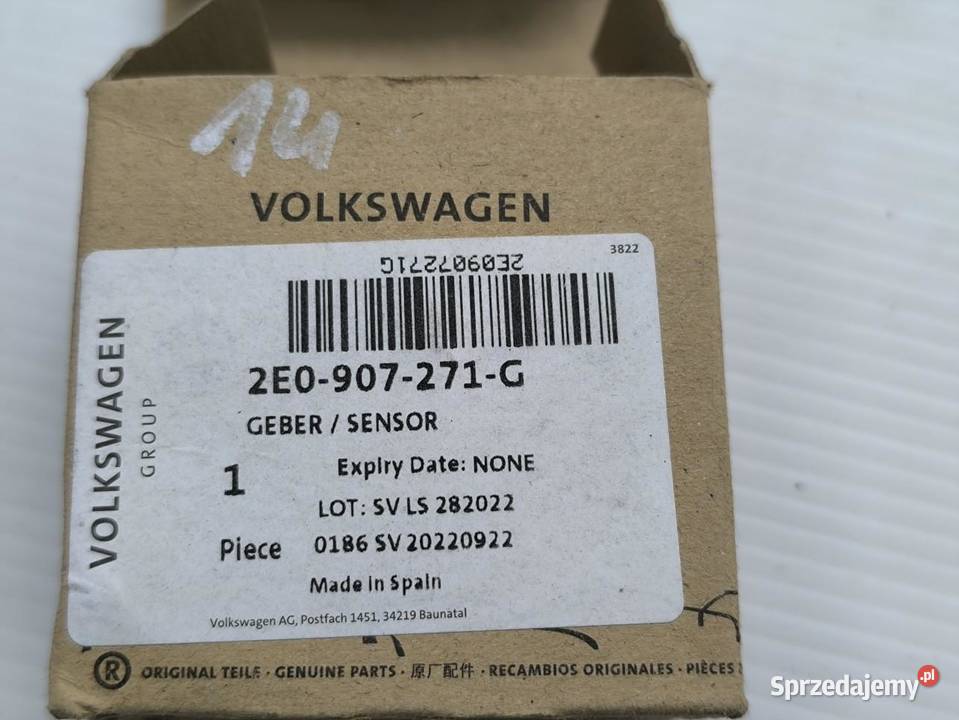 14
VOLKSWAGEN
3822
2E0907271G
2E0-907-271-G
GEBER / SENSOR
Expiry Date: NONE
1
LOT: SV LS 282022
Piece 0186 SV 20220922
Made in Spain
Volkswagen AG, Postfach 1451, 34219 Baunatal
VOLKSWAGEN
GROUP
® ORIGINAL TEILE · GENUINE PARTS · 原厂配件 · RECAMBIOS ORIGINALES · PIÈCES
Sprzedajemy.pl